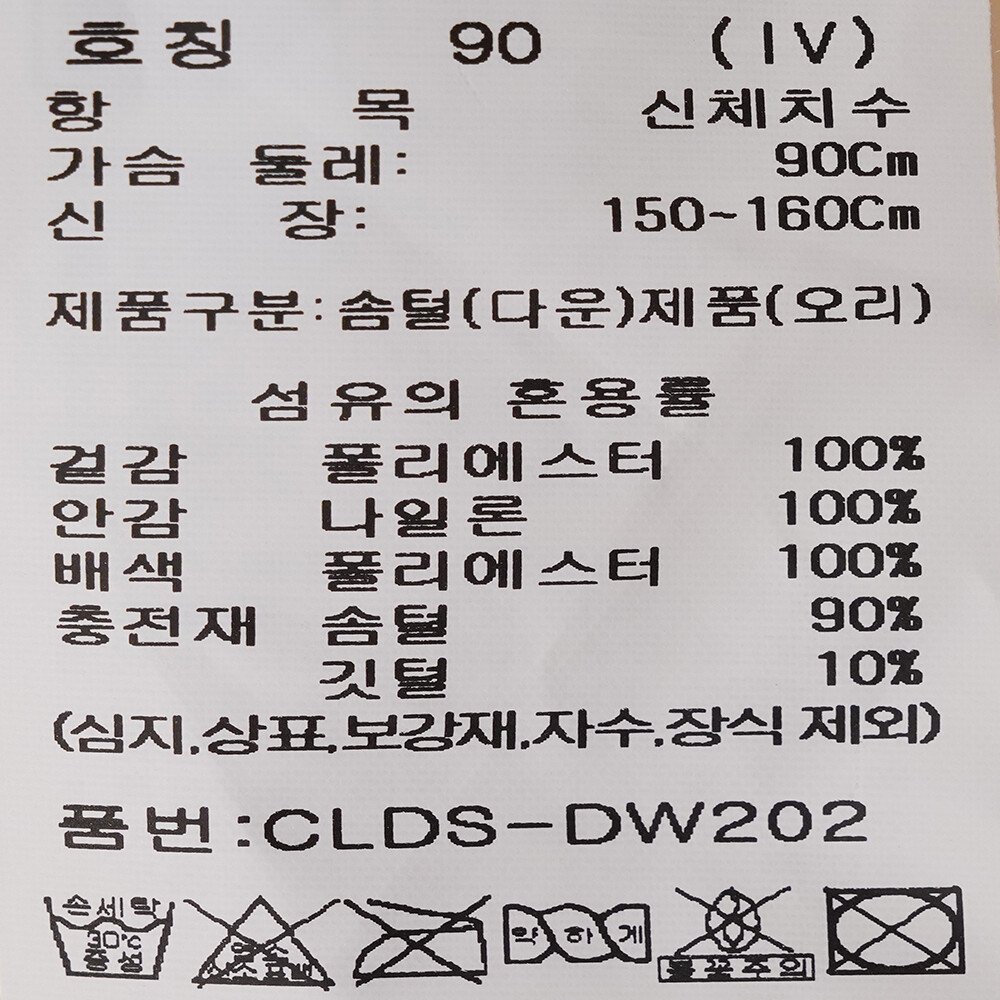 호칭 90 (IV)
항 목 신체치수
가슴 둘레: 90Cm
신 장: 150~160Cm
제품구분:솜털(다운)제품(오리)
섬유의 혼용률
겉감 폴리에스터 100%
안감 나일론 100%
배색 폴리에스터 100%
충전재 솜털 90%
깃털 10%
(심지,상표,보강재,자수,장식 제외)
품번:CLDS-DW202
손세탁 약하게
30℃
중성
불꽃주의